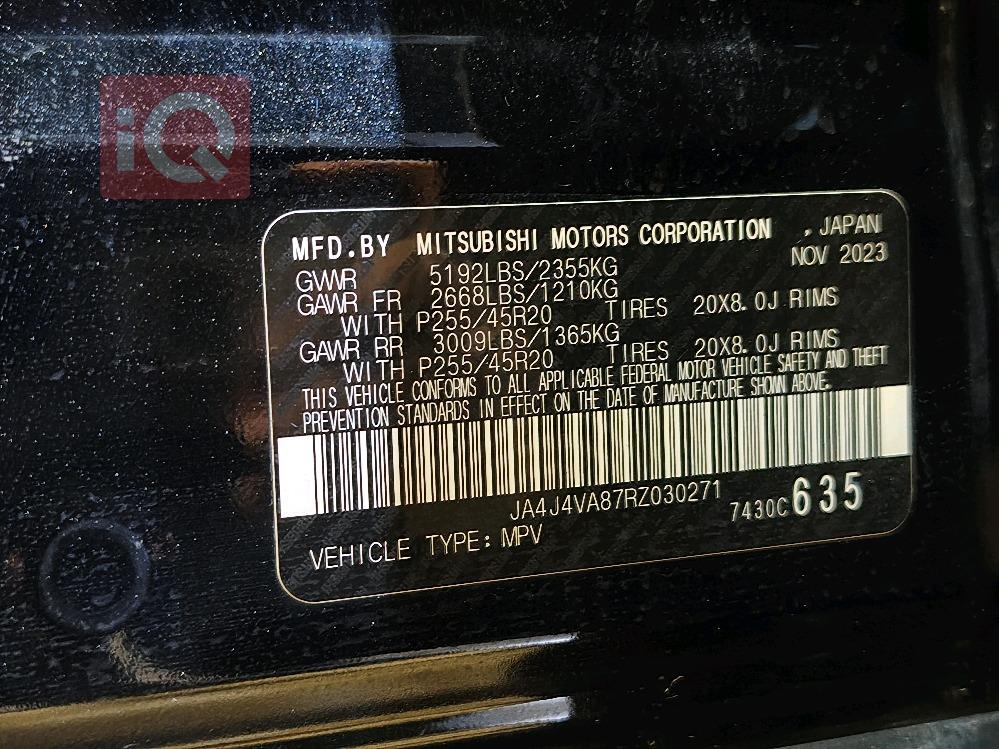 iQ
MFD.BY MITSUBISHI MOTORS CORPORATION , JAPAN
NOV 2023
GVWR 5192LBS/2355KG
GAWR FR 2668LBS/1210KG
WITH P255/45R20 TIRES 20X8.0J RIMS
GAWR RR 3009LBS/1365KG
WITH P255/45R20 TIRES 20X8.0J RIMS
THIS VEHICLE CONFORMS TO ALL APPLICABLE FEDERAL MOTOR VEHICLE SAFETY AND THEFT
PREVENTION STANDARDS IN EFFECT ON THE DATE OF MANUFACTURE SHOWN ABOVE.
JA4J4VA87RZ030271
7430C635
VEHICLE TYPE: MPV